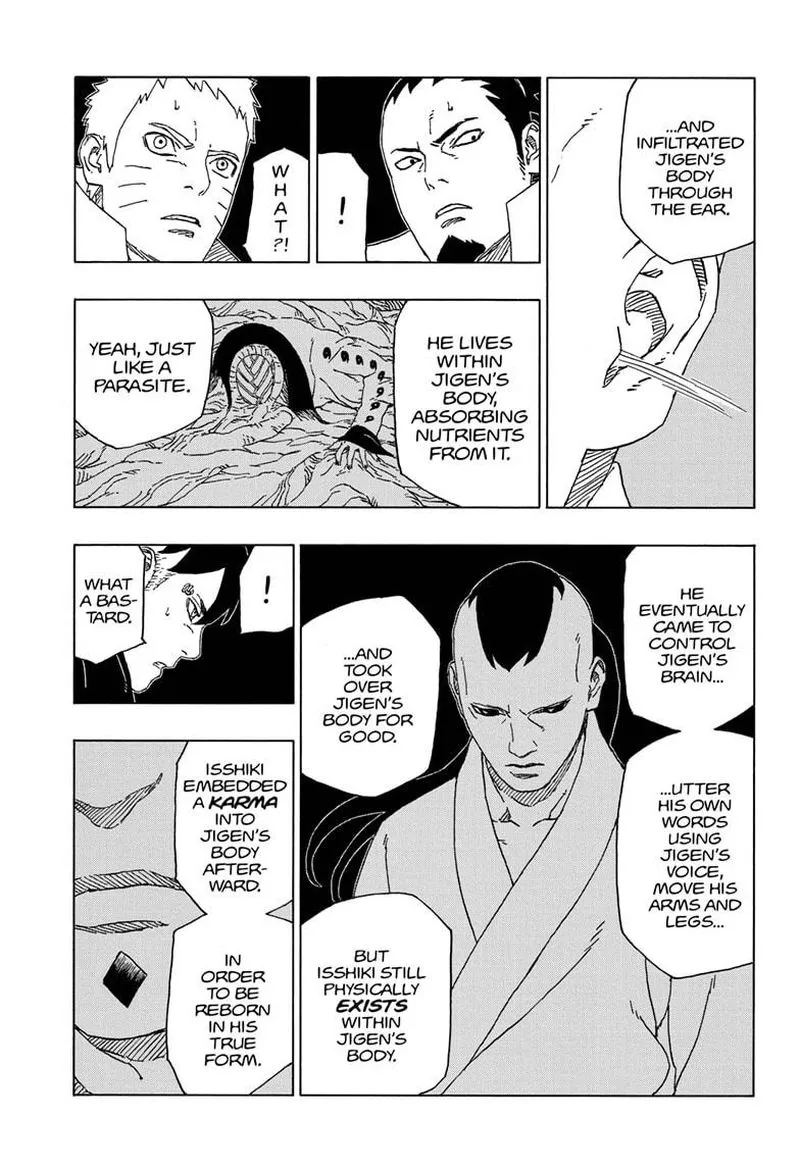 ...AND
INFILTRATED
JIGEN'S
BODY
THROUGH
THE EAR.
!
WHAT?!
HE LIVES
WITHIN
JIGEN'S
BODY,
ABSORBING
NUTRIENTS
FROM IT.
YEAH, JUST
LIKE A
PARASITE.
HE
EVENTUALLY
CAME TO
CONTROL
JIGEN'S
BRAIN...
...UTTER
HIS OWN
WORDS
USING
JIGEN'S
VOICE,
MOVE HIS
ARMS AND
LEGS...
...AND
TOOK
OVER
JIGEN'S
BODY FOR
GOOD.
BUT
ISSHIKI STILL
PHYSICALLY
EXISTS
WITHIN
JIGEN'S
BODY.
!
WHAT
A BAS-
TARD.
ISSHIKI
EMBEDDED
A KARMA
INTO
JIGEN'S
BODY
AFTER-
WARD.
IN
ORDER
TO BE
REBORN
IN HIS
TRUE
FORM.